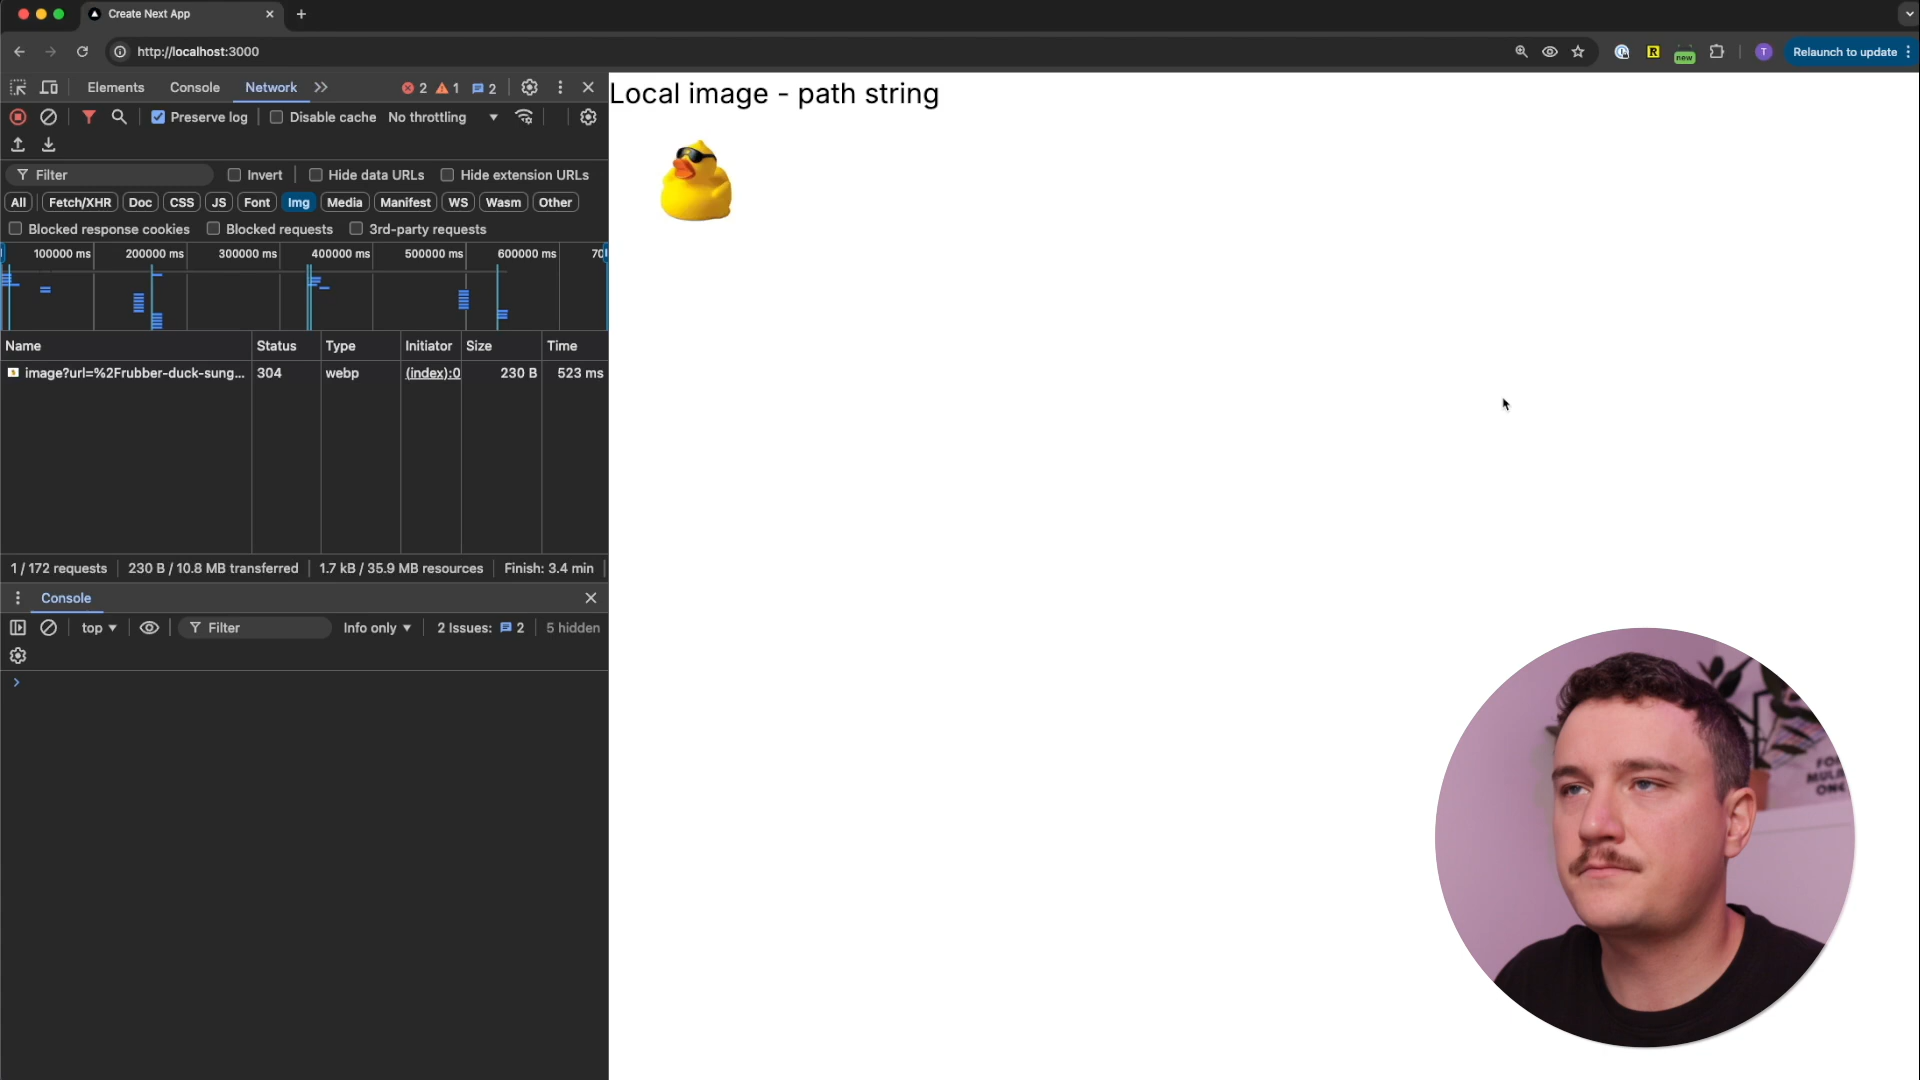 Create Next App
http://localhost:3000
R
new
T
Relaunch to update
Elements Console Network 2 1 2
Preserve log Disable cache No throttling
Filter Invert Hide data URLs Hide extension URLs
All Fetch/XHR Doc CSS JS Font Img Media Manifest WS Wasm Other
Blocked response cookies Blocked requests 3rd-party requests
100000 ms 200000 ms 300000 ms 400000 ms 500000 ms 600000 ms 70
Name Status Type Initiator Size Time
image?url=%2Frubber-duck-sung... 304 webp (index):0 230 B 523 ms
1 / 172 requests 230 B / 10.8 MB transferred 1.7 kB / 35.9 MB resources Finish: 3.4 min
Console
top Filter Info only 2 Issues: 2 5 hidden
Local image - path string